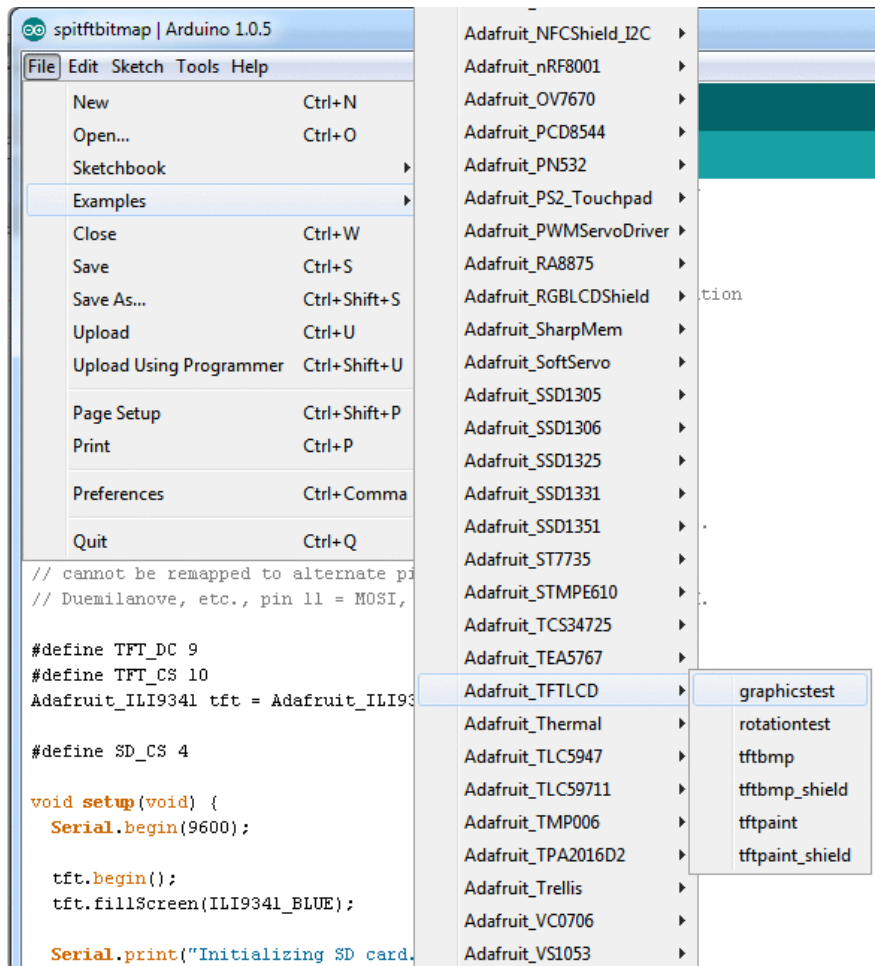 spitftbitmap | Arduino 1.0.5
File Edit Sketch Tools Help
New Ctrl+N
Open... Ctrl+O
Sketchbook
Examples
Close Ctrl+W
Save Ctrl+S
Save As... Ctrl+Shift+S
Upload Ctrl+U
Upload Using Programmer Ctrl+Shift+U
Page Setup Ctrl+Shift+P
Print Ctrl+P
Preferences Ctrl+Comma
Quit Ctrl+Q
Adafruit_NFCShield_I2C
Adafruit_nRF8001
Adafruit_OV7670
Adafruit_PCD8544
Adafruit_PN532
Adafruit_PS2_Touchpad
Adafruit_PWMServoDriver
Adafruit_RA8875
Adafruit_RGBLCDShield
Adafruit_SharpMem
Adafruit_SoftServo
Adafruit_SSD1305
Adafruit_SSD1306
Adafruit_SSD1325
Adafruit_SSD1331
Adafruit_SSD1351
Adafruit_ST7735
Adafruit_STMPE610
Adafruit_TCS34725
Adafruit_TEA5767
Adafruit_TFTLCD
Adafruit_Thermal
Adafruit_TLC5947
Adafruit_TLC59711
Adafruit_TMP006
Adafruit_TPA2016D2
Adafruit_Trellis
Adafruit_VC0706
Adafruit_VS1053
graphicstest
rotationtest
tftbmp
tftbmp_shield
tftpaint
tftpaint_shield
tion
// cannot be remapped to alternate pi
// Duemilanove, etc., pin 11 = MOSI,
#define TFT_DC 9
#define TFT_CS 10
Adafruit_ILI9341 tft = Adafruit_ILI93
#define SD_CS 4
void setup(void) {
Serial.begin(9600);
tft.begin();
tft.fillScreen(ILI9341_BLUE);
Serial.print("Initializing SD card.